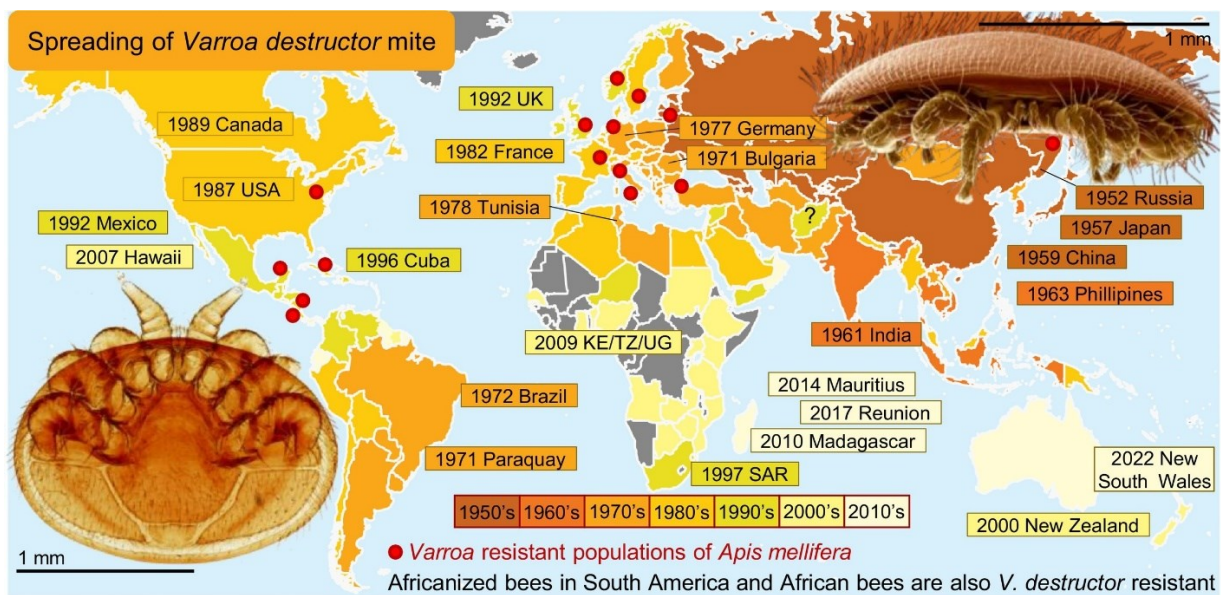 Spreading of Varroa destructor mite
1 mm
1992 UK
1989 Canada
1977 Germany
1982 France
1971 Bulgaria
1987 USA
1952 Russia
1978 Tunisia
1992 Mexico
?
1957 Japan
2007 Hawaii
1996 Cuba
1959 China
1963 Phillipines
1961 India
2009 KE/TZ/UG
2014 Mauritius
1972 Brazil
2017 Reunion
2010 Madagascar
1971 Paraquay
1997 SAR
2022 New
South Wales
1950's 1960's 1970's 1980's 1990's 2000's 2010's
2000 New Zealand
Varroa resistant populations of Apis mellifera
1 mm
Africanized bees in South America and African bees are also V. destructor resistant